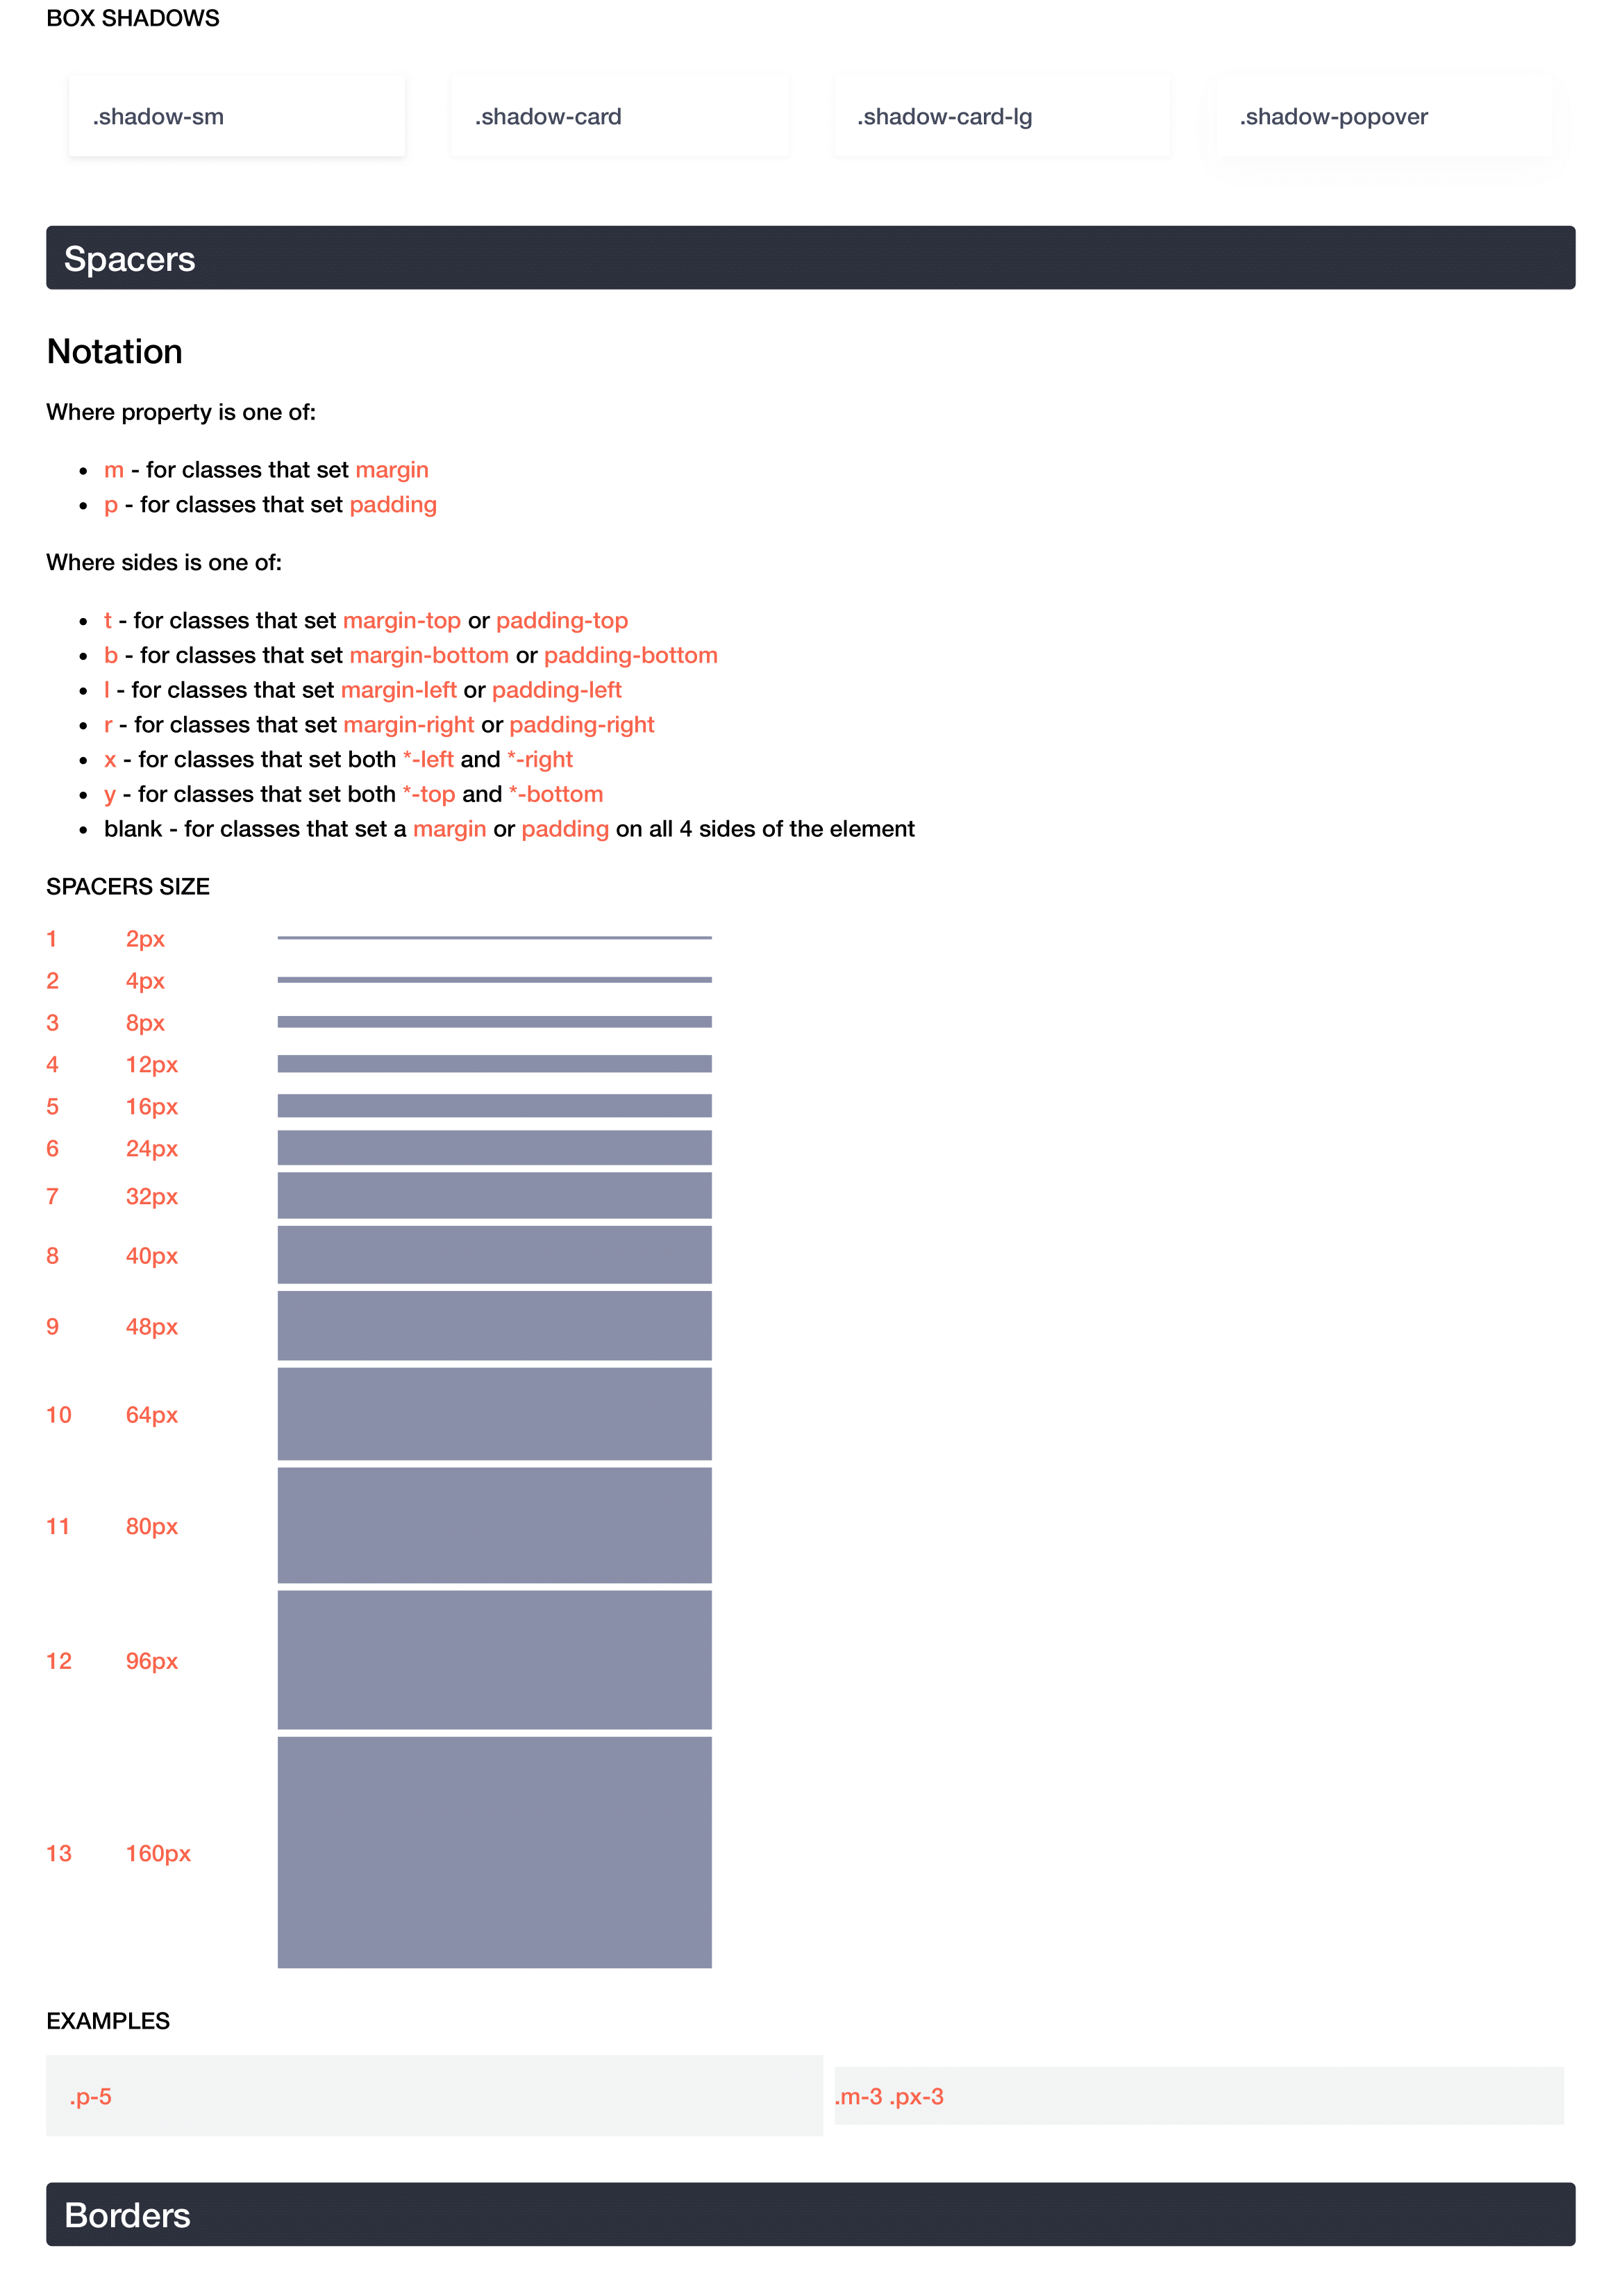 BOX SHADOWS
.shadow-sm .shadow-card .shadow-card-lg .shadow-popover
Spacers
Notation
Where property is one of:
• m - for classes that set margin
• p - for classes that set padding
Where sides is one of:
• t - for classes that set margin-top or padding-top
• b - for classes that set margin-bottom or padding-bottom
• l - for classes that set margin-left or padding-left
• r - for classes that set margin-right or padding-right
• x - for classes that set both *-left and *-right
• y - for classes that set both *-top and *-bottom
• blank - for classes that set a margin or padding on all 4 sides of the element
SPACERS SIZE
1 2px
2 4px
3 8px
4 12px
5 16px
6 24px
7 32px
8 40px
9 48px
10 64px
11 80px
12 96px
13 160px
EXAMPLES
.p-5 .m-3 .px-3
Borders